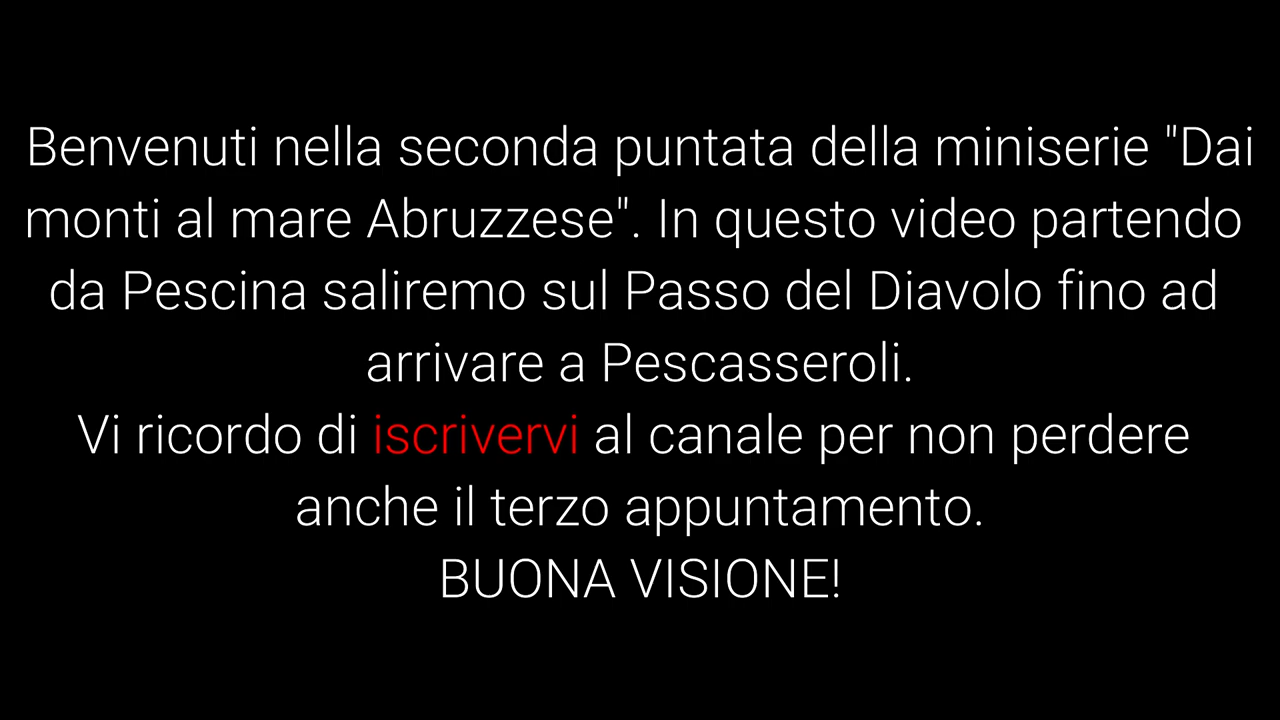 Benvenuti nella seconda puntata della miniserie "Dai
monti al mare Abruzzese". In questo video partendo
da Pescina saliremo sul Passo del Diavolo fino ad
arrivare a Pescasseroli.
Vi ricordo di iscrivervi al canale per non perdere
anche il terzo appuntamento.
BUONA VISIONE!